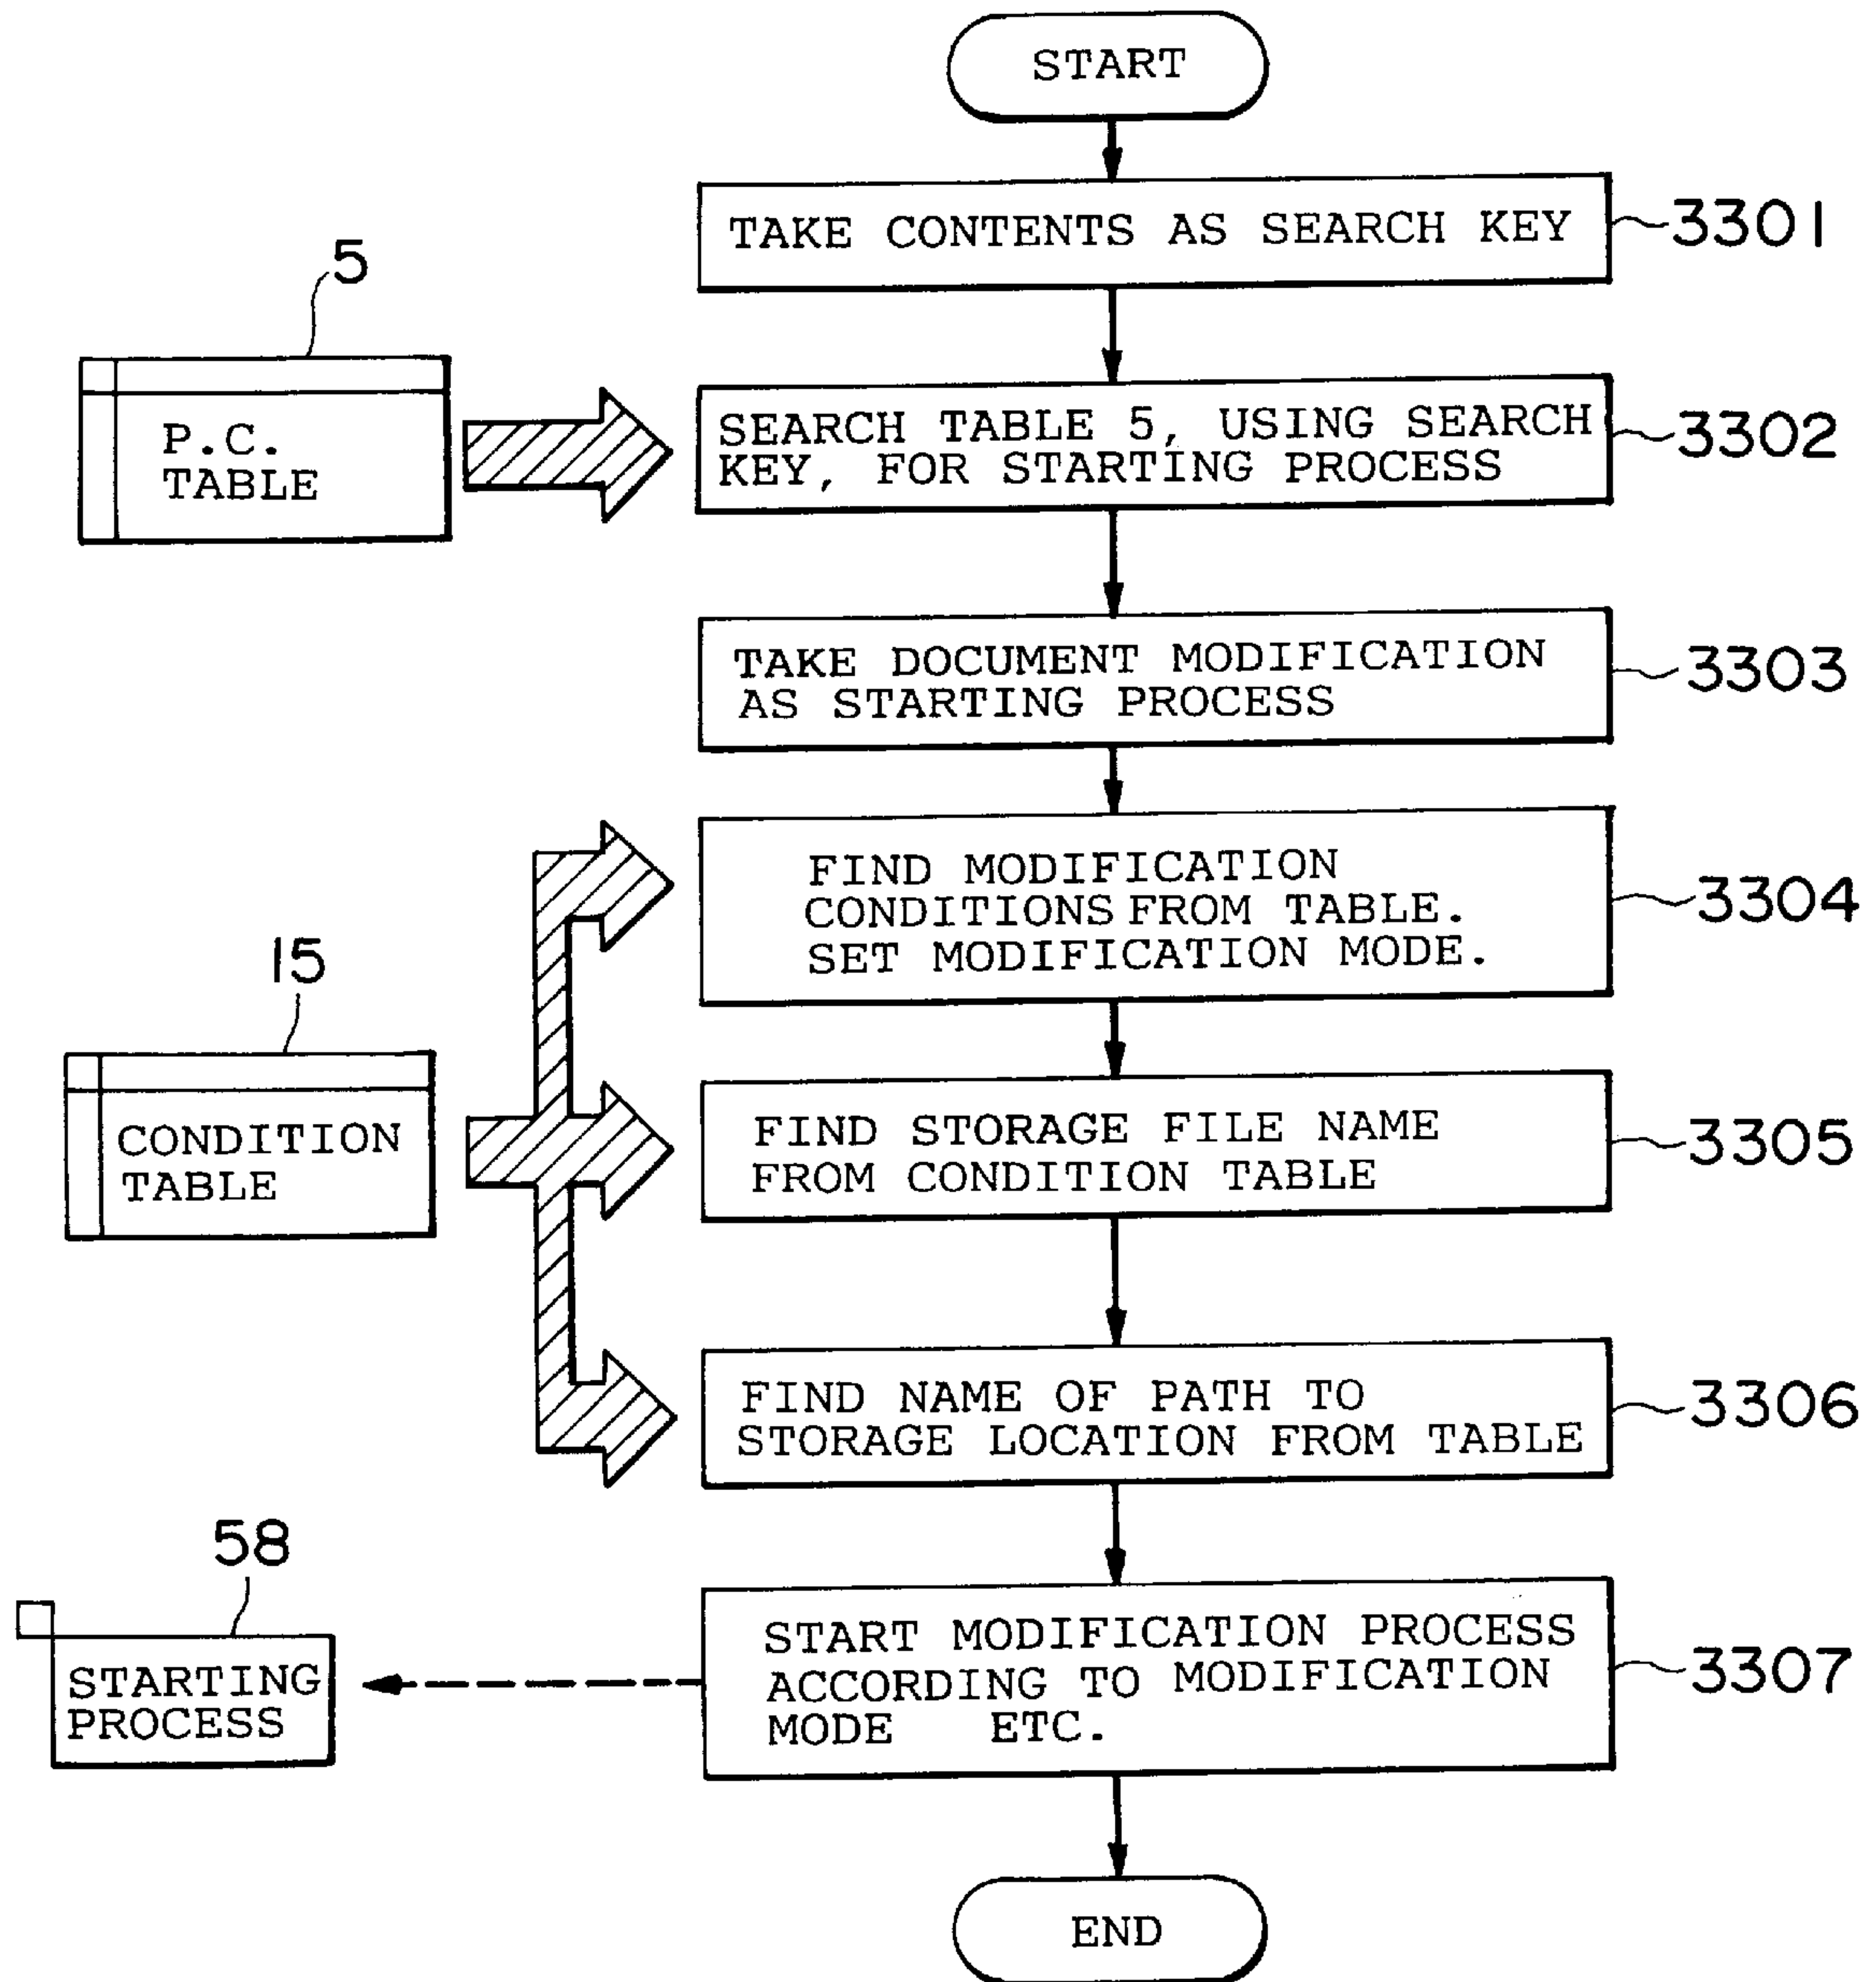 START
TAKE CONTENTS AS SEARCH KEY
3301
5
P.C.
TABLE
SEARCH TABLE 5, USING SEARCH
KEY, FOR STARTING PROCESS
3302
TAKE DOCUMENT MODIFICATION
AS STARTING PROCESS
3303
FIND MODIFICATION
CONDITIONS FROM TABLE.
SET MODIFICATION MODE.
3304
15
CONDITION
TABLE
FIND STORAGE FILE NAME
FROM CONDITION TABLE
3305
FIND NAME OF PATH TO
STORAGE LOCATION FROM TABLE
3306
58
STARTING
PROCESS
START MODIFICATION PROCESS
ACCORDING TO MODIFICATION
MODE ETC.
3307
END